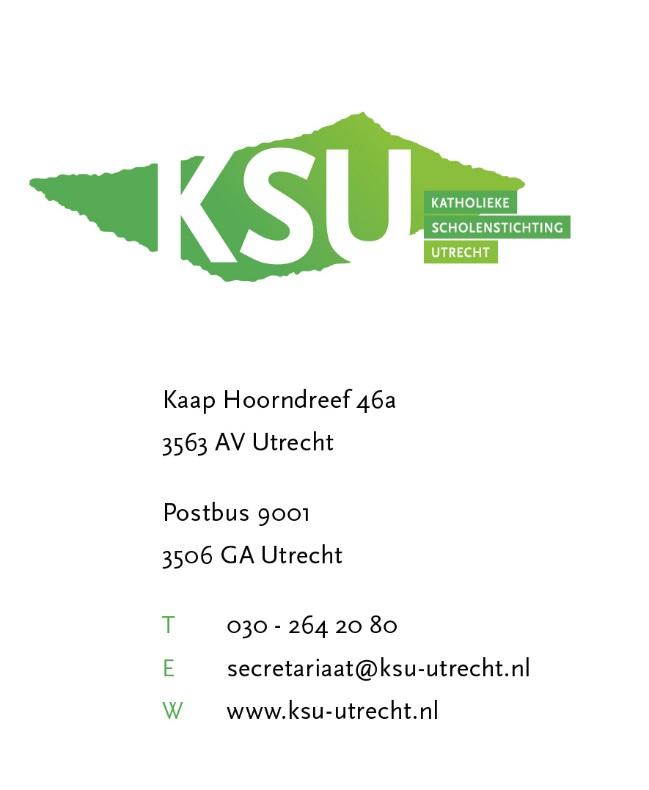 KSU
KATHOLIEKE
SCHOLENSTICHTING
UTRECHT
Kaap Hoorndreef 46a
3563 AV Utrecht
Postbus 9001
3506 GA Utrecht
T 030 - 264 20 80
E secretariaat@ksu-utrecht.nl
W www.ksu-utrecht.nl